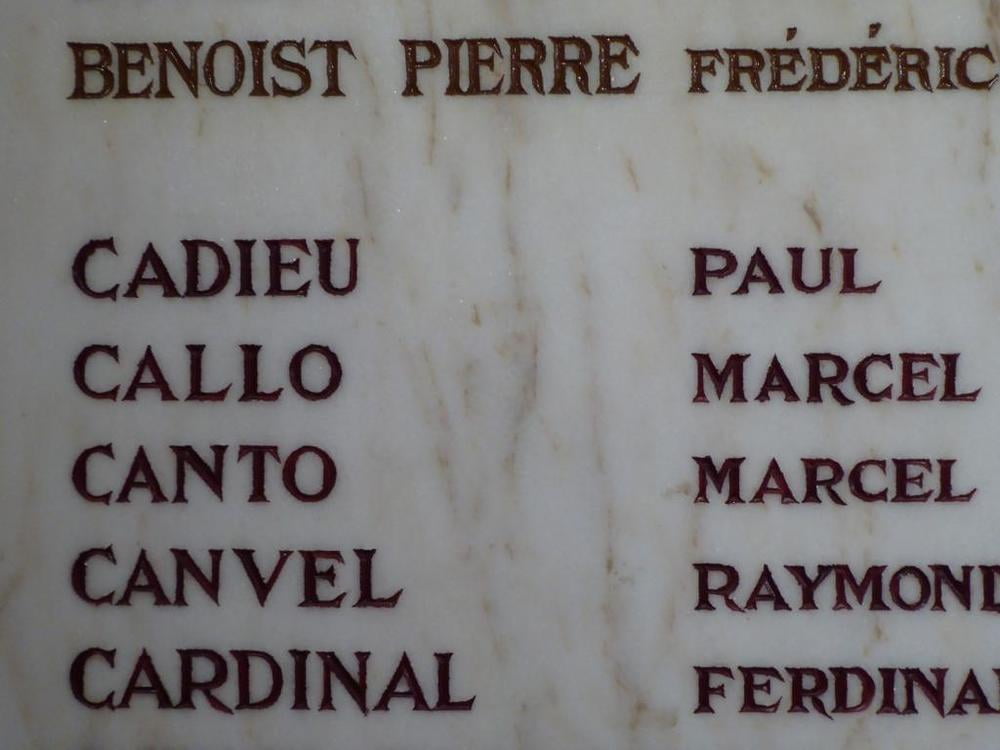 BENOIST PIERRE FRÉDÉRIC
CADIEU PAUL
CALLO MARCEL
CANTO MARCEL
CANVEL RAYMOND
CARDINAL FERDINA